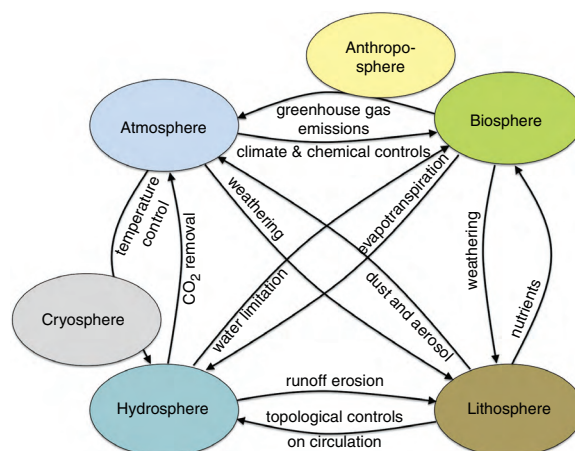 Anthropo-
sphere
Atmosphere
greenhouse gas
emissions
Biosphere
climate & chemical controls
temperature
control
CO2 removal
weathering
evapotranspiration
water limitation
dust and aerosol
weathering
nutrients
Cryosphere
runoff erosion
Hydrosphere
topological controls
on circulation
Lithosphere